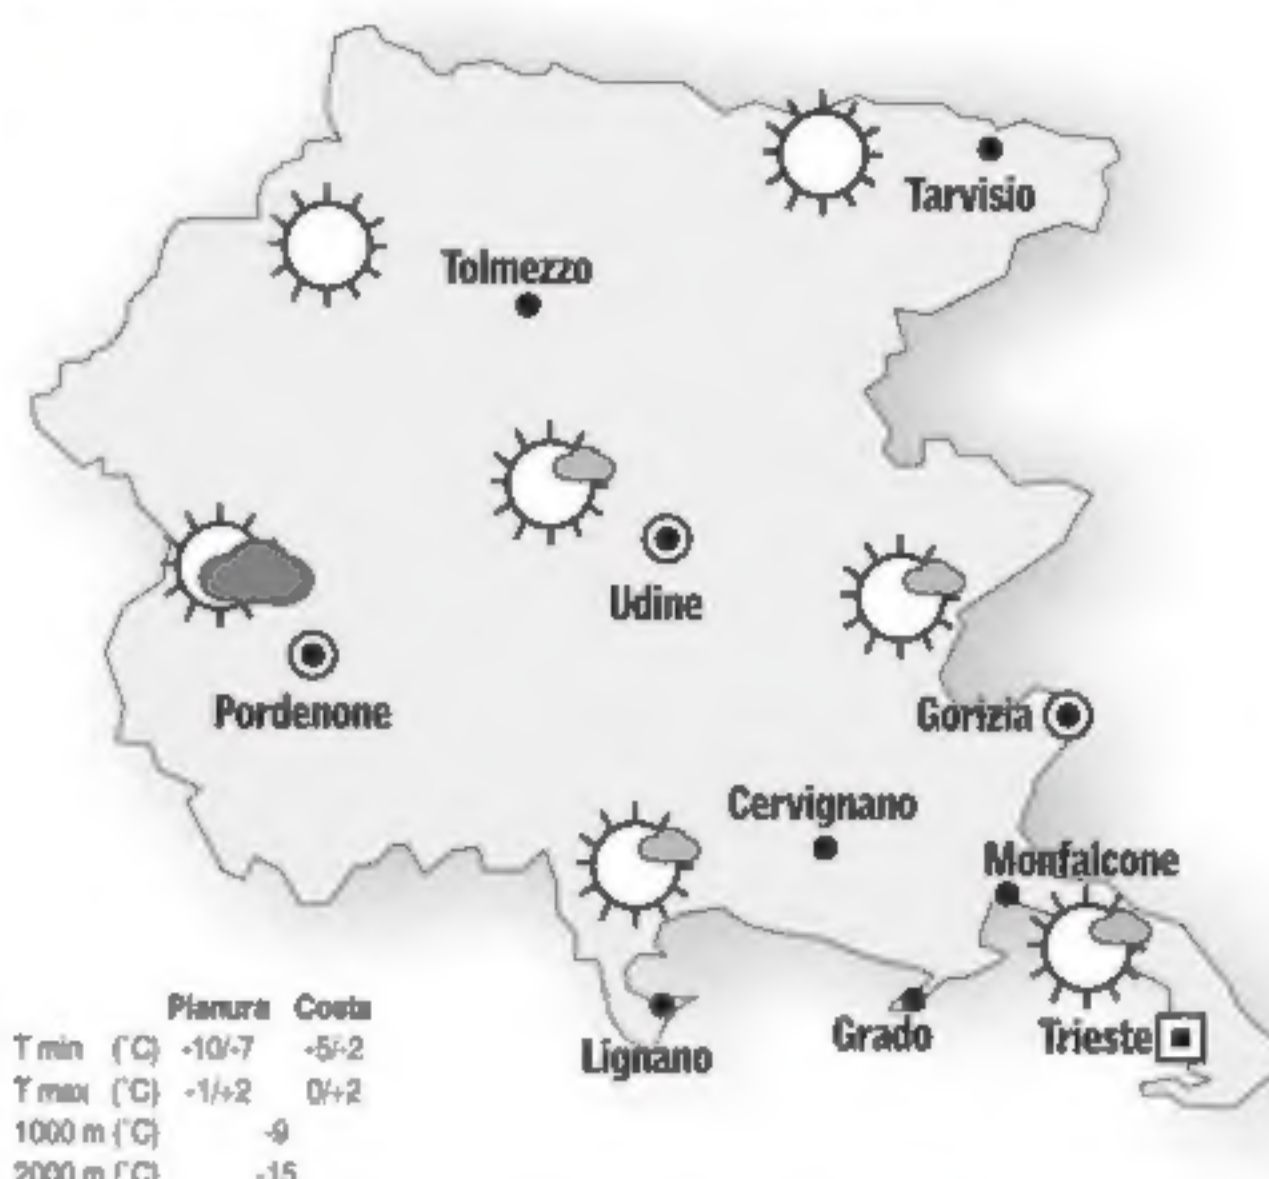 Tarvisio
Tolmezzo
Udine
Pordenone
Gorizia
Cervignano
Monfalcone
Lignano
Grado
Trieste
Pianura Costa
T min (°C) -10/-7 -5/-2
T max (°C) -1/+2 0/+2
1000 m (°C) -9
2000 m (°C) -15